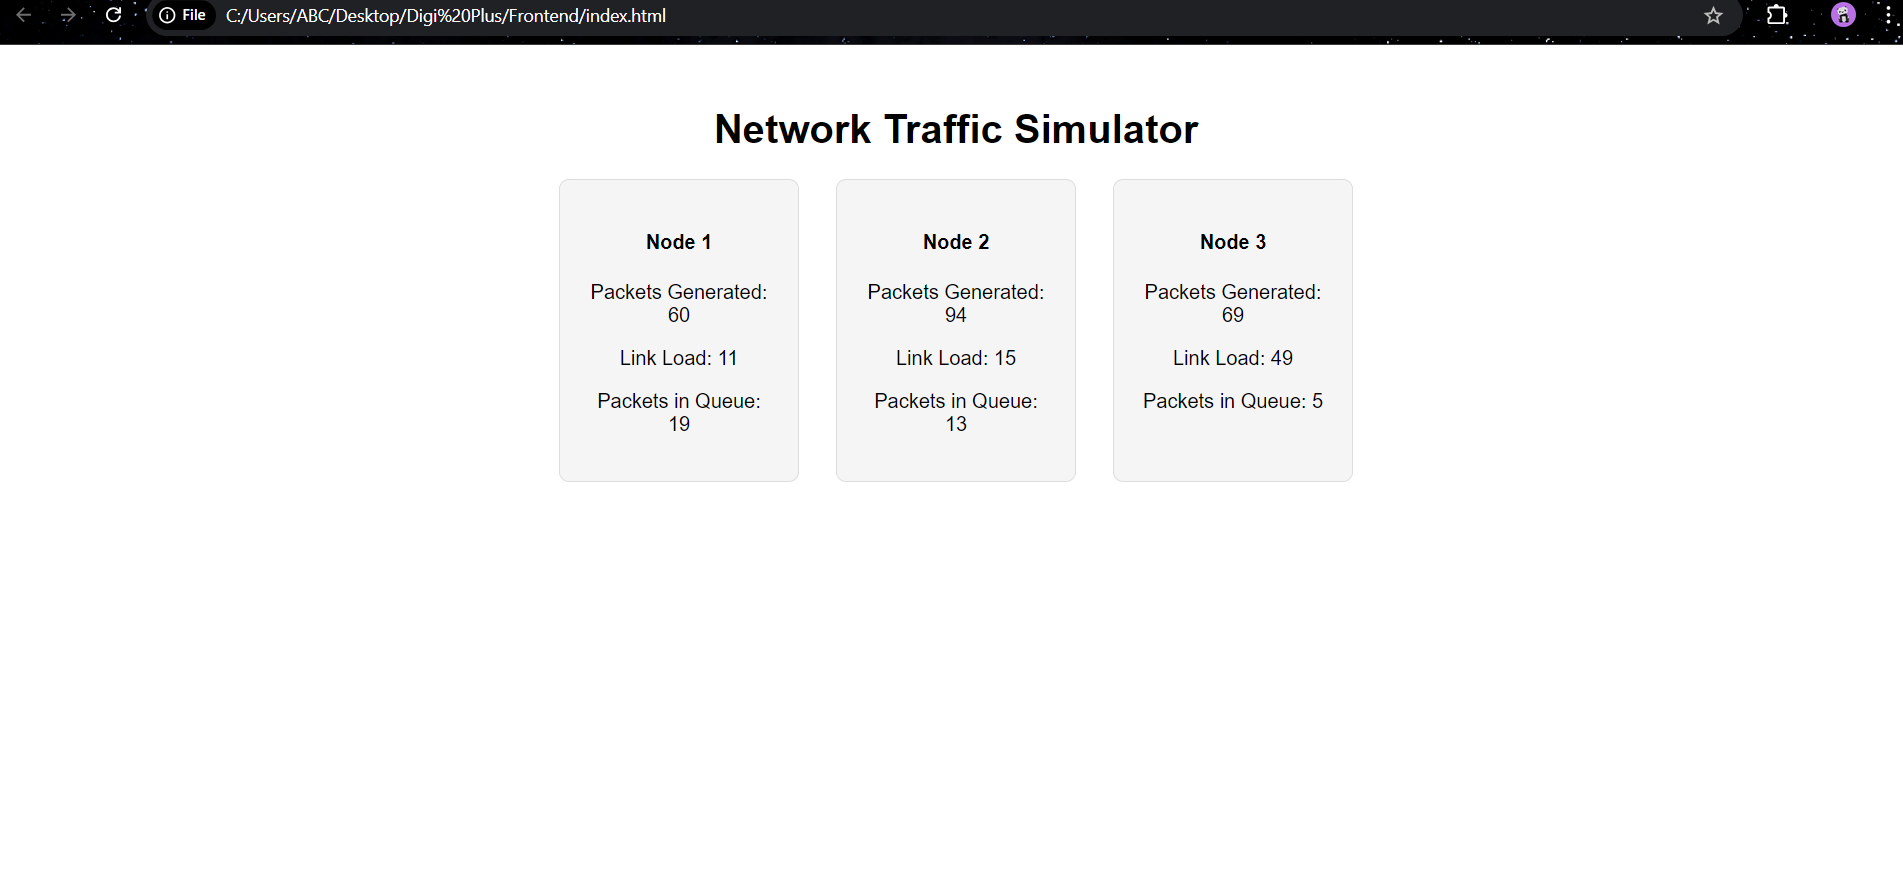 File C:/Users/ABC/Desktop/Digi%20Plus/Frontend/index.html
Network Traffic Simulator
Node 1
Packets Generated:
60
Link Load: 11
Packets in Queue:
19
Node 2
Packets Generated:
94
Link Load: 15
Packets in Queue:
13
Node 3
Packets Generated:
69
Link Load: 49
Packets in Queue: 5